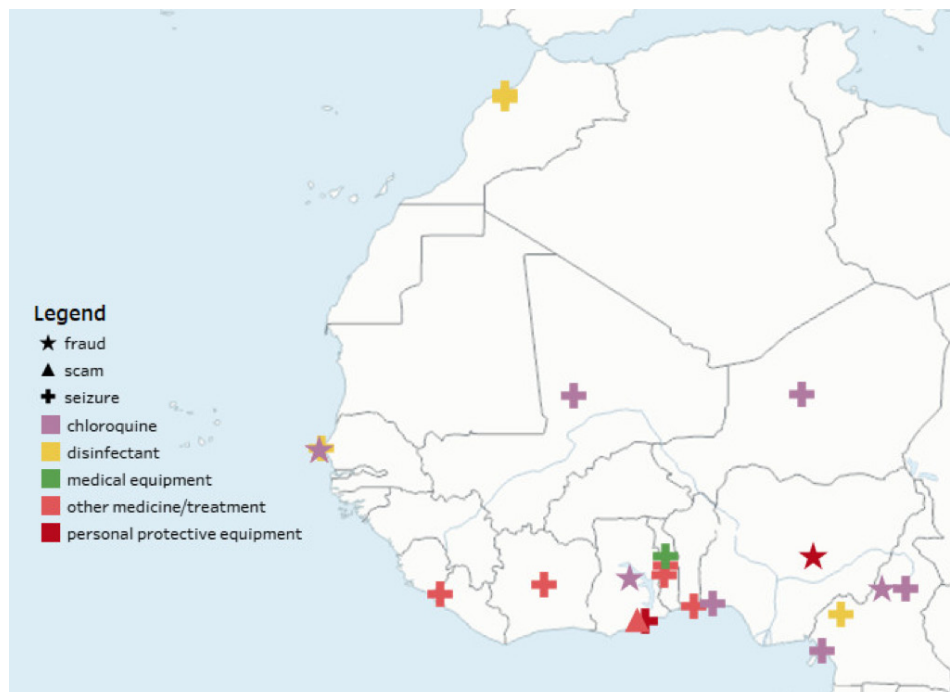 Legend
fraud
scam
seizure
chloroquine
disinfectant
medical equipment
other medicine/treatment
personal protective equipment